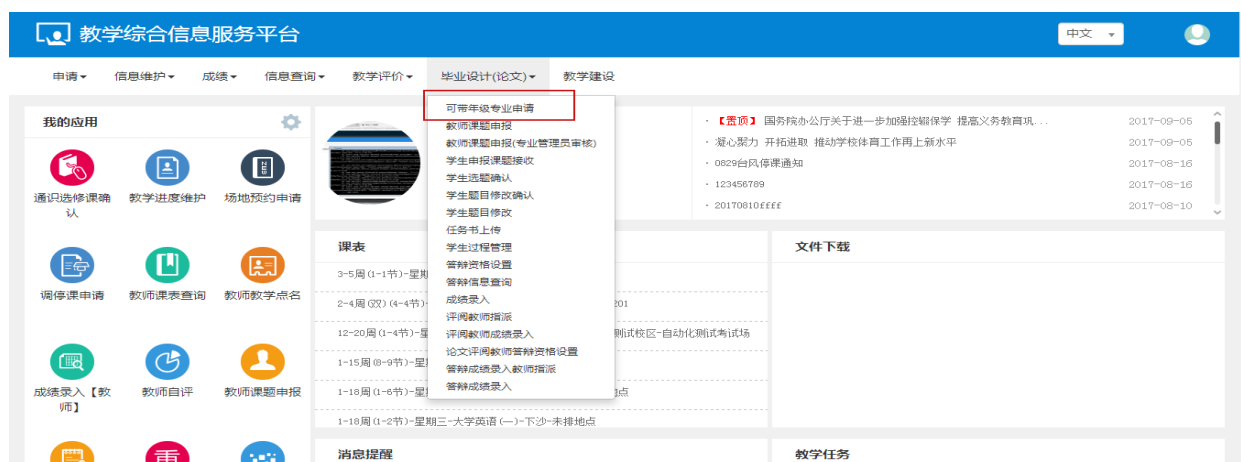 教学综合信息服务平台
中文
申请 信息维护 成绩 信息查询 教学评价 毕业设计(论文) 教学建设
我的应用
通识选修课确认
教学进度维护
场地预约申请
调停课申请
教师课表查询
教师教学点名
成绩录入【教师】
教师自评
教师课题申报
重
可带年级专业申请
教师课题申报
教师课题申报(专业管理员审核)
学生申报课题接收
学生选题确认
学生题目修改确认
学生题目修改
任务书上传
学生过程管理
答辩资格设置
答辩信息查询
成绩录入
评阅教师指派
评阅教师成绩录入
论文评阅教师答辩资格设置
答辩成绩录入教师指派
答辩成绩录入
·【置顶】 国务院办公厅关于进一步加强控辍保学 提高义务教育巩... 2017-09-05
· 凝心聚力 开拓进取 推动学校体育工作再上新水平 2017-09-05
· 0829台风停课通知 2017-08-16
· 123456789 2017-08-16
· 20170810ffff 2017-08-10
课表
3-5周(1-1节)-星期
2-4周(双)(4-4节)- 201
12-20周(1-4节)-星 测试校区-自动化测试考试场
1-15周(8-9节)-星
1-18周(1-6节)-星 地点
1-18周(1-2节)-星期三-大学英语(一)-下沙-未排地点
文件下载
消息提醒
教学任务